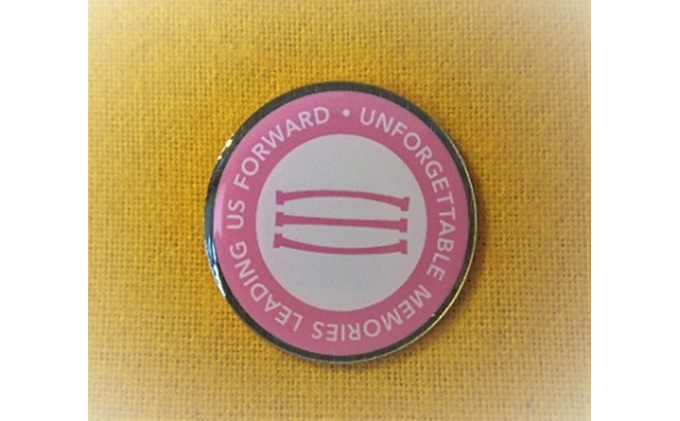 UNFORGETTABLE MEMORIES LEADING US FORWARD •